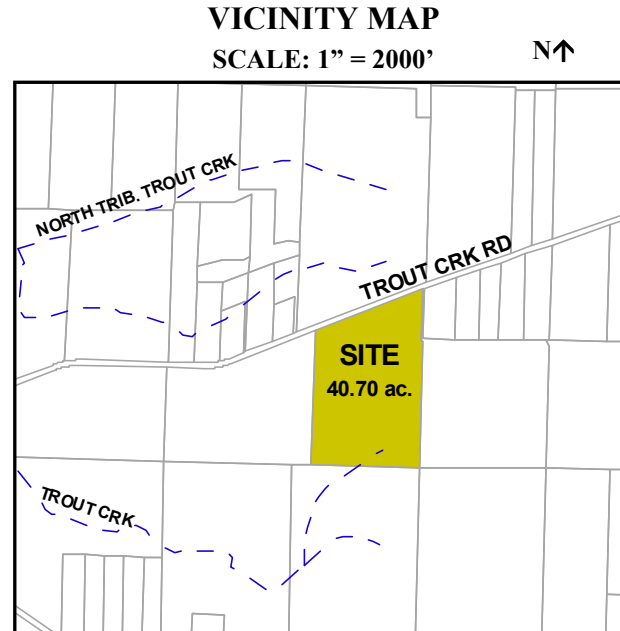 VICINITY MAP
SCALE: 1” = 2000’
N↑
NORTH TRIB. TROUT CRK
TROUT CRK RD
SITE
40.70 ac.
TROUT CRK